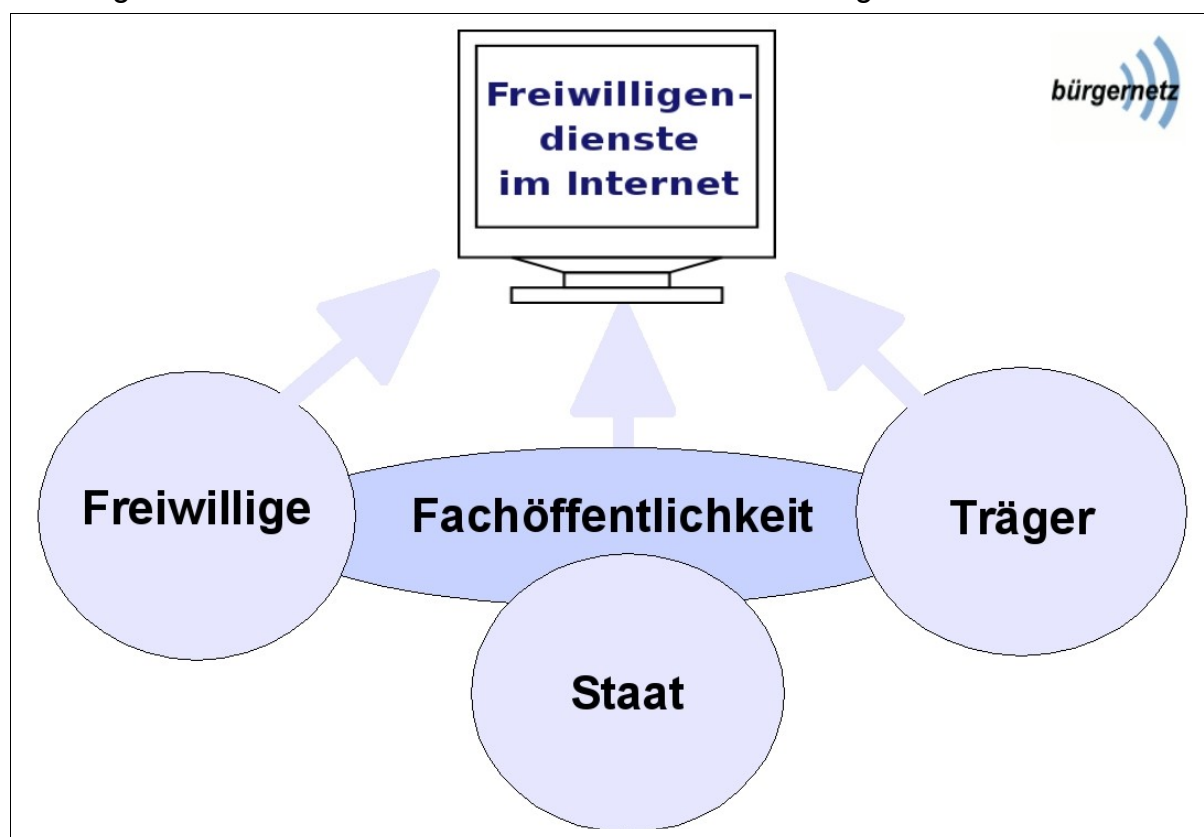 Freiwilligen-
dienste
im Internet
bürgernetz
Freiwillige
Fachöffentlichkeit
Träger
Staat